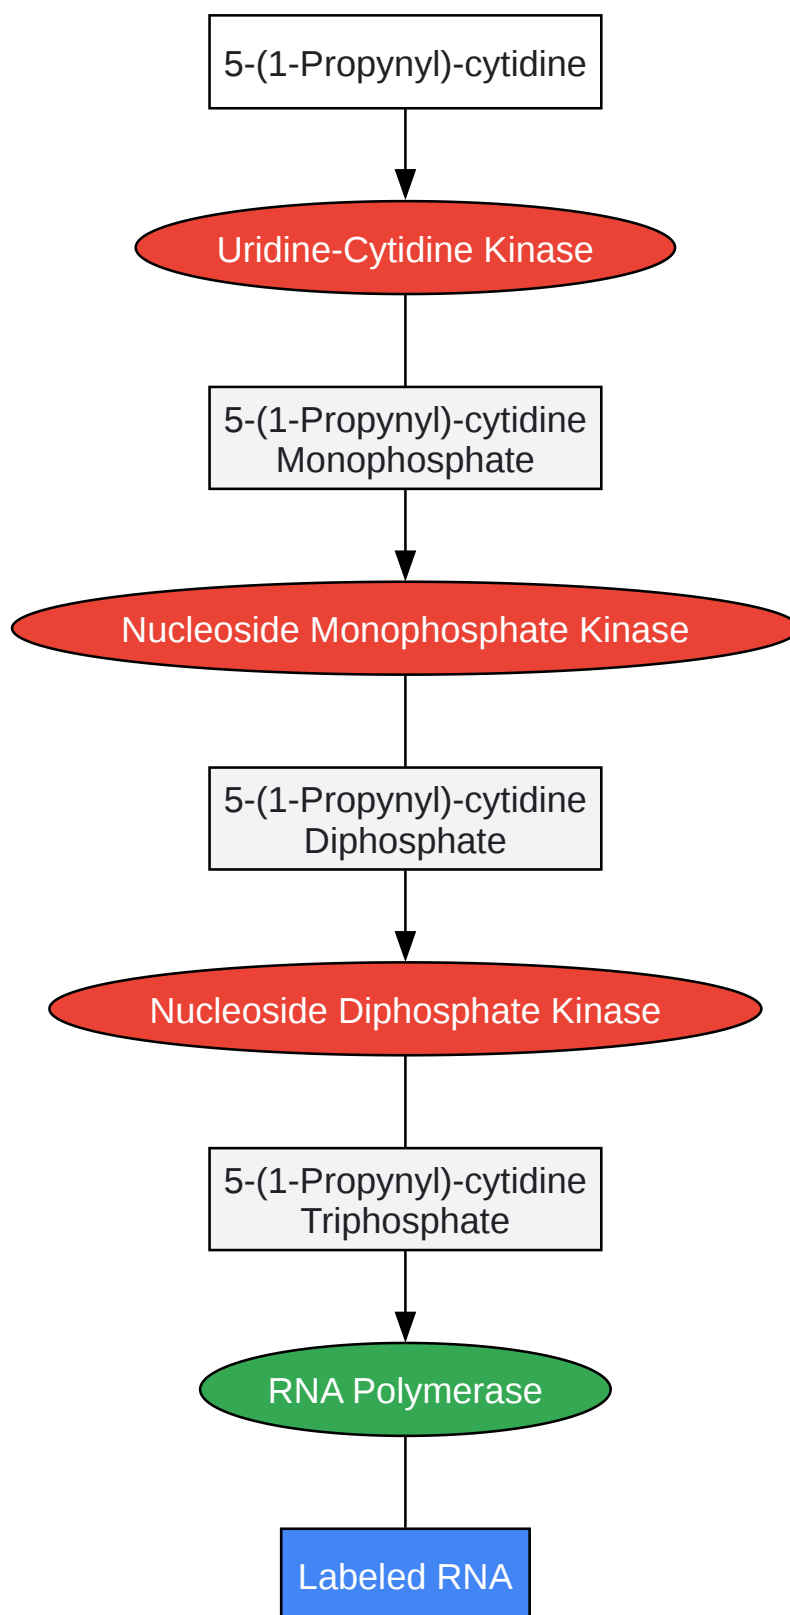 5-(1-Propynyl)-cytidine
Uridine-Cytidine Kinase
5-(1-Propynyl)-cytidine
Monophosphate
Nucleoside Monophosphate Kinase
5-(1-Propynyl)-cytidine
Diphosphate
Nucleoside Diphosphate Kinase
5-(1-Propynyl)-cytidine
Triphosphate
RNA Polymerase
Labeled RNA